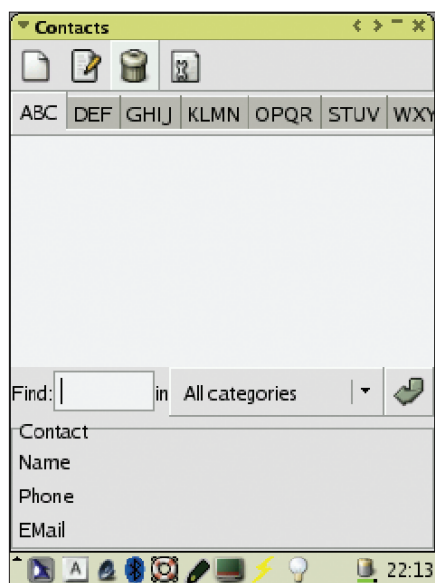 Contacts
ABC DEF GHIJ KLMN OPQR STUV WXY
Find: in All categories
Contact
Name
Phone
EMail
A 22:13